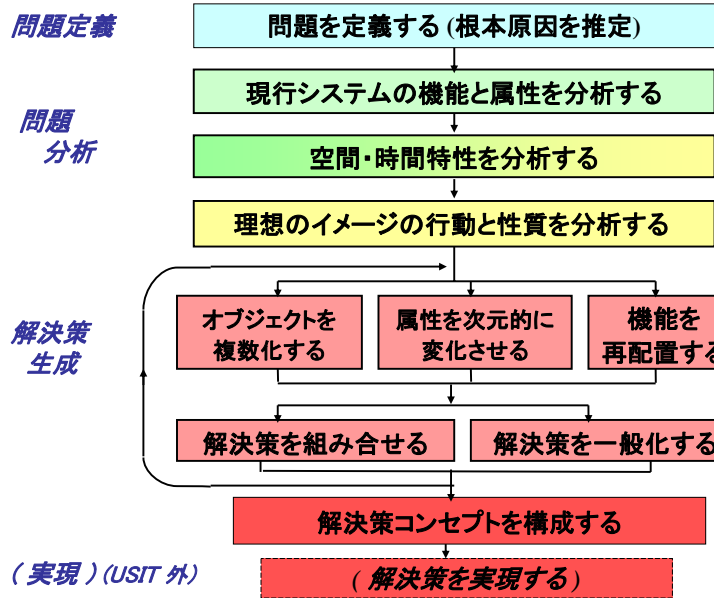 問題定義
問題を定義する (根本原因を推定)
現行システムの機能と属性を分析する
問題
分析
空間・時間特性を分析する
理想のイメージの行動と性質を分析する
解決策
生成
オブジェクトを
複数化する
属性を次元的に
変化させる
機能を
再配置する
解決策を組み合せる
解決策を一般化する
解決策コンセプトを構成する
(実現) (USIT 外)
( 解決策を実現する )